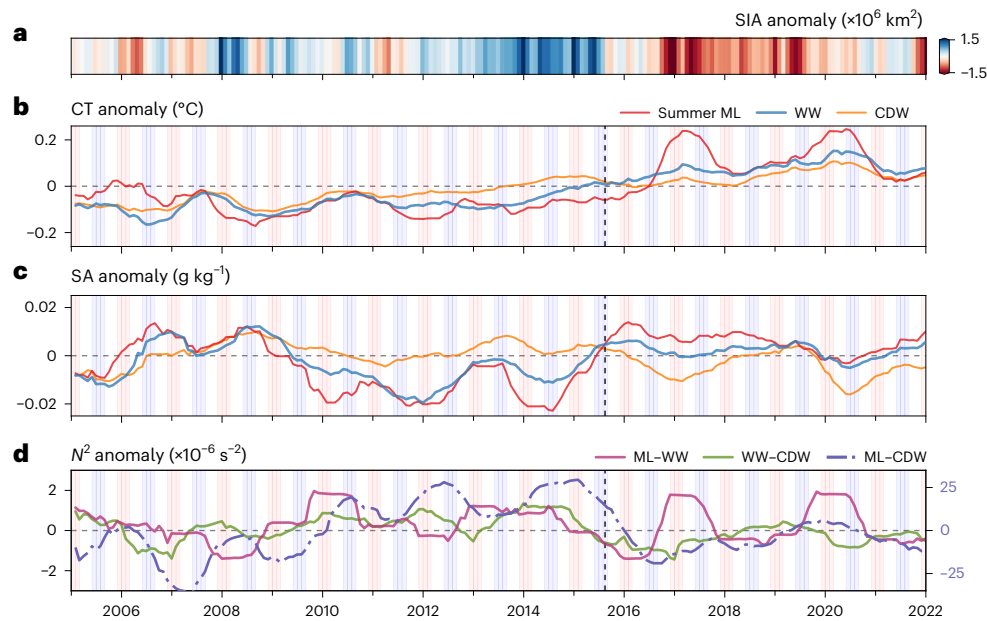 a
SIA anomaly (×10⁶ km²)
1.5
−1.5
b
CT anomaly (°C)
Summer ML
WW
CDW
0.2
0
−0.2
c
SA anomaly (g kg⁻¹)
0.02
0
−0.02
d
N² anomaly (×10⁻⁶ s⁻²)
ML–WW
WW–CDW
ML–CDW
2
0
−2
25
0
−25
2006 2008 2010 2012 2014 2016 2018 2020 2022